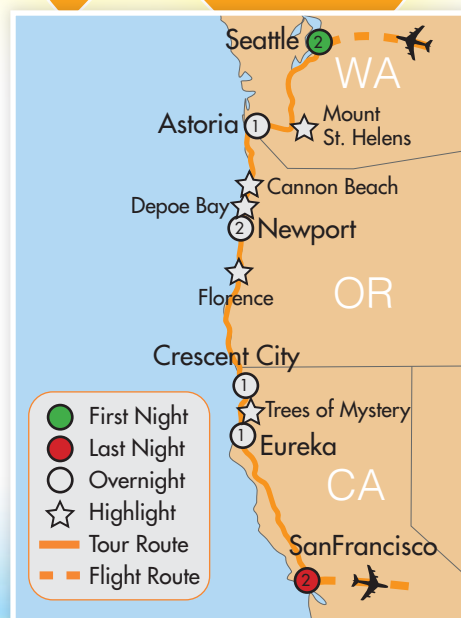 Seattle
2
WA
Astoria
1
Mount
St. Helens
Cannon Beach
Depoe Bay
2
Newport
OR
Florence
Crescent City
1
Trees of Mystery
1
Eureka
CA
SanFrancisco
2
First Night
Last Night
Overnight
Highlight
Tour Route
Flight Route